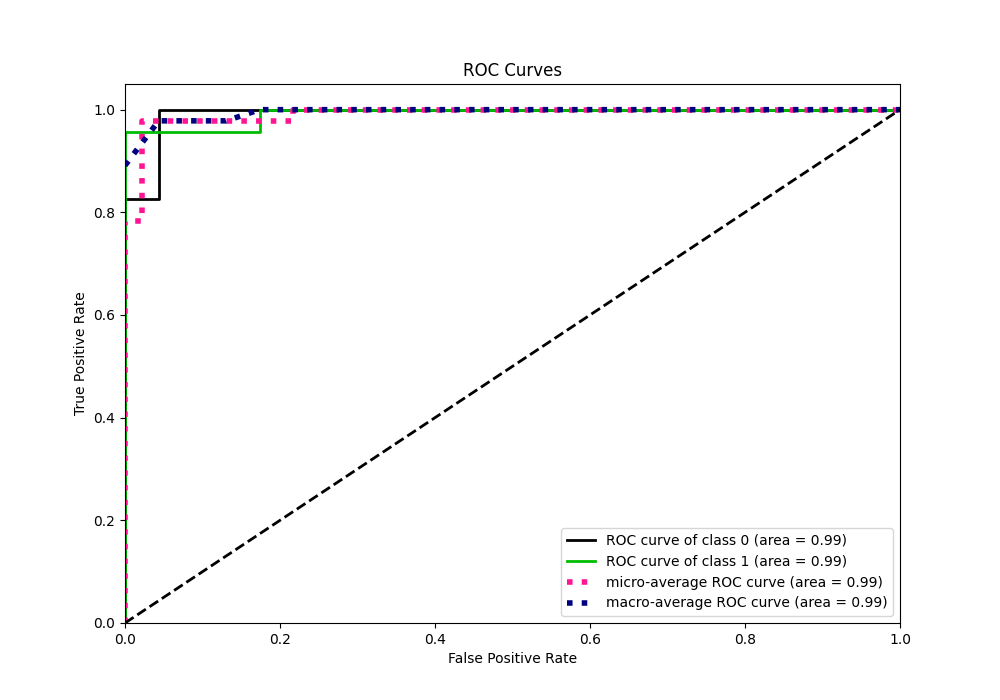 ROC Curves
True Positive Rate
1.0
0.8
0.6
0.4
0.2
0.0
0.0 0.2 0.4 0.6 0.8 1.0
False Positive Rate
ROC curve of class 0 (area = 0.99)
ROC curve of class 1 (area = 0.99)
micro-average ROC curve (area = 0.99)
macro-average ROC curve (area = 0.99)